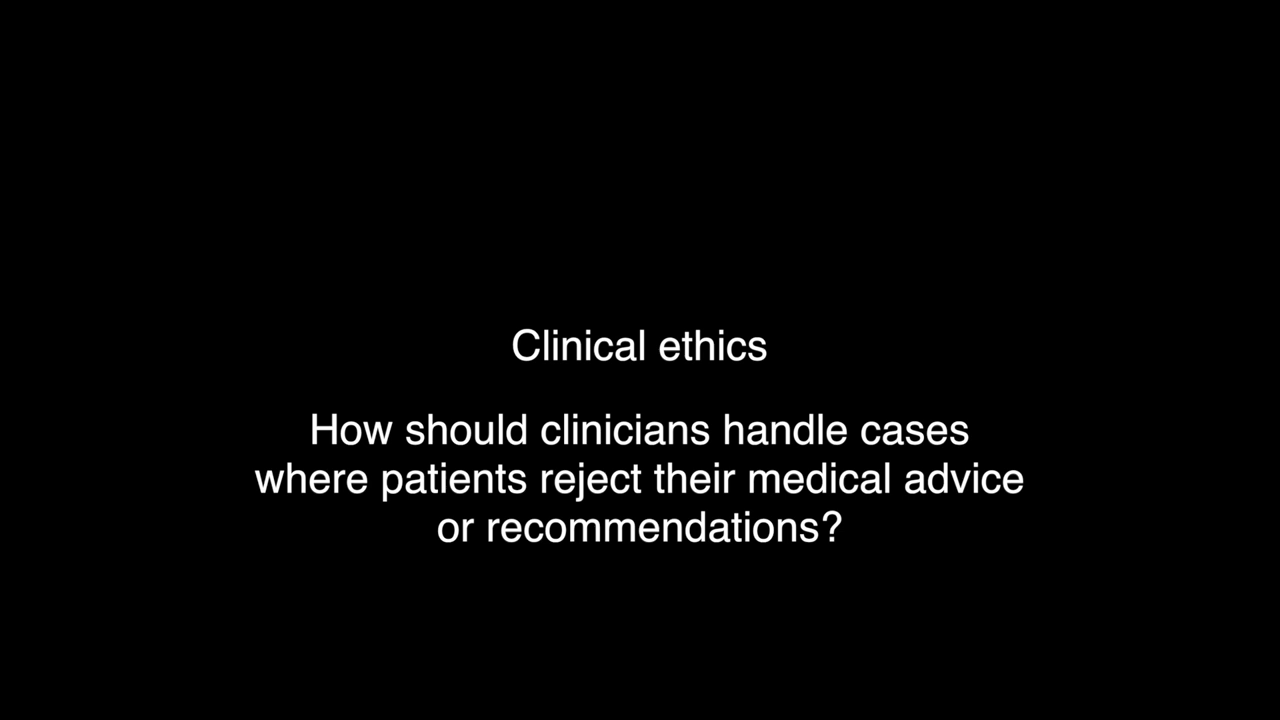 Clinical ethics
How should clinicians handle cases
where patients reject their medical advice
or recommendations?